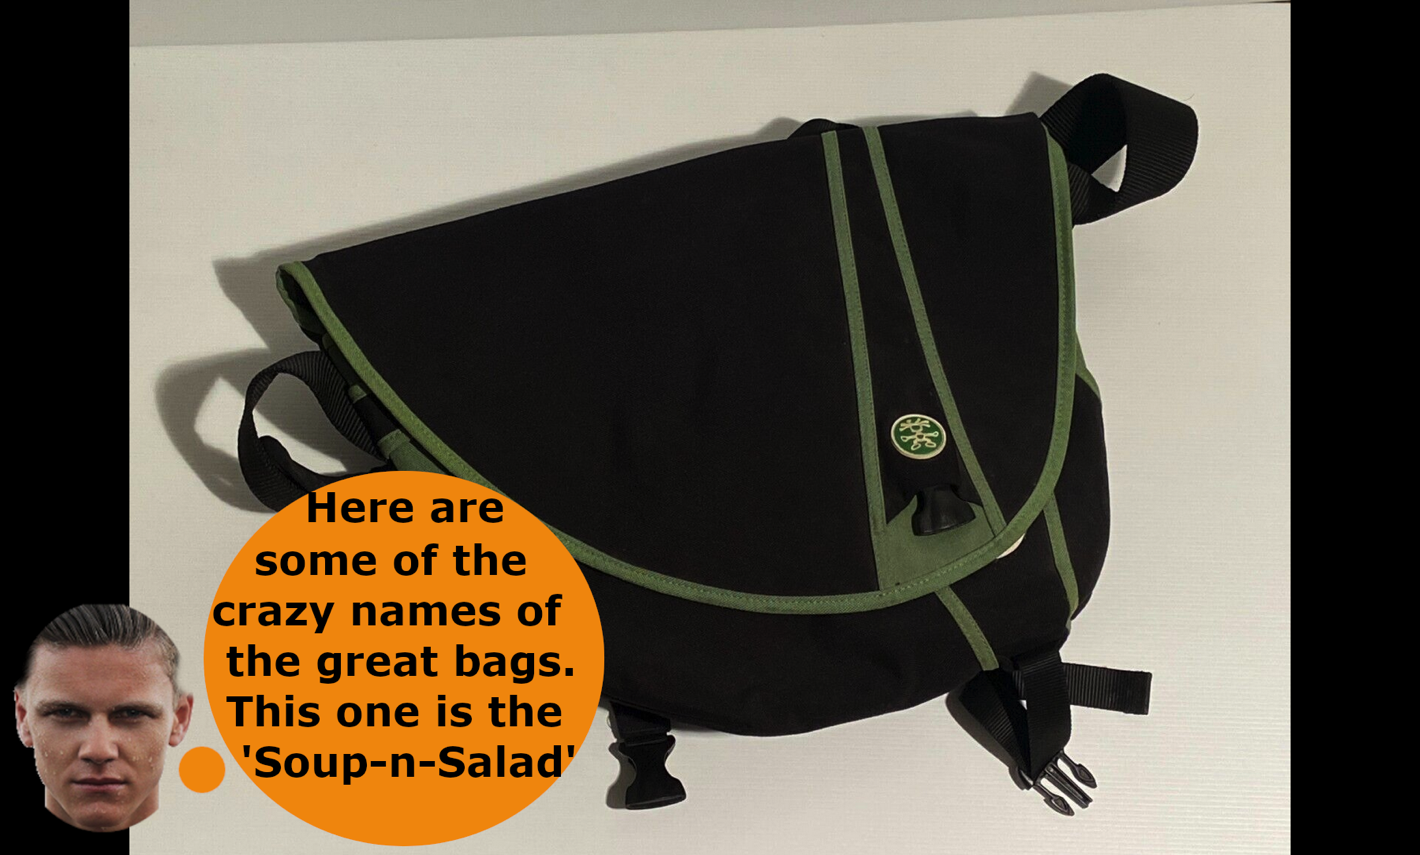 Here are
some of the
crazy names of
the great bags.
This one is the
'Soup-n-Salad'